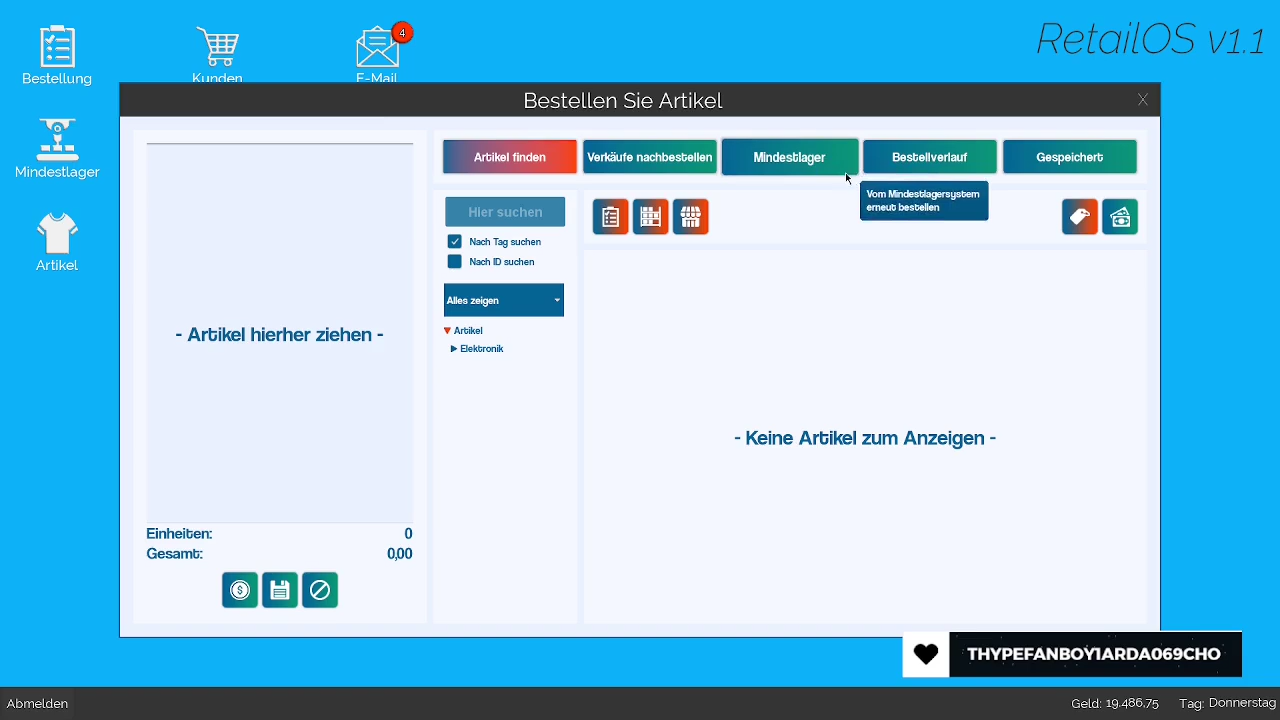 RetailOS v1.1
4
Bestellung
Kunden
E-Mail
Mindestlager
Artikel
Bestellen Sie Artikel
X
Artikel finden
Verkäufe nachbestellen
Mindestlager
Bestellverlauf
Gespeichert
Vom Mindestlagersystem
erneut bestellen
Hier suchen
Nach Tag suchen
Nach ID suchen
Alles zeigen
Artikel
Elektronik
- Artikel hierher ziehen -
- Keine Artikel zum Anzeigen -
Einheiten: 0
Gesamt: 0,00
THYPEFANBOY1ARDA069CHO
Abmelden
Geld: 19.486.75
Tag: Donnerstag